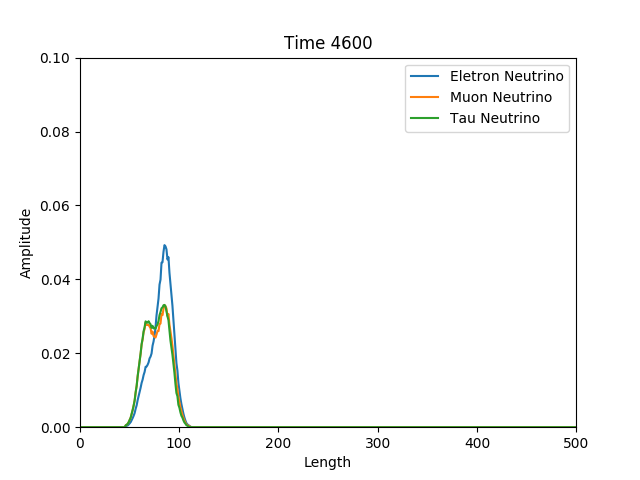 Time 4600
0.10
0.08
0.06
0.04
0.02
0.00
Amplitude
Eletron Neutrino
Muon Neutrino
Tau Neutrino
0 100 200 300 400 500
Length